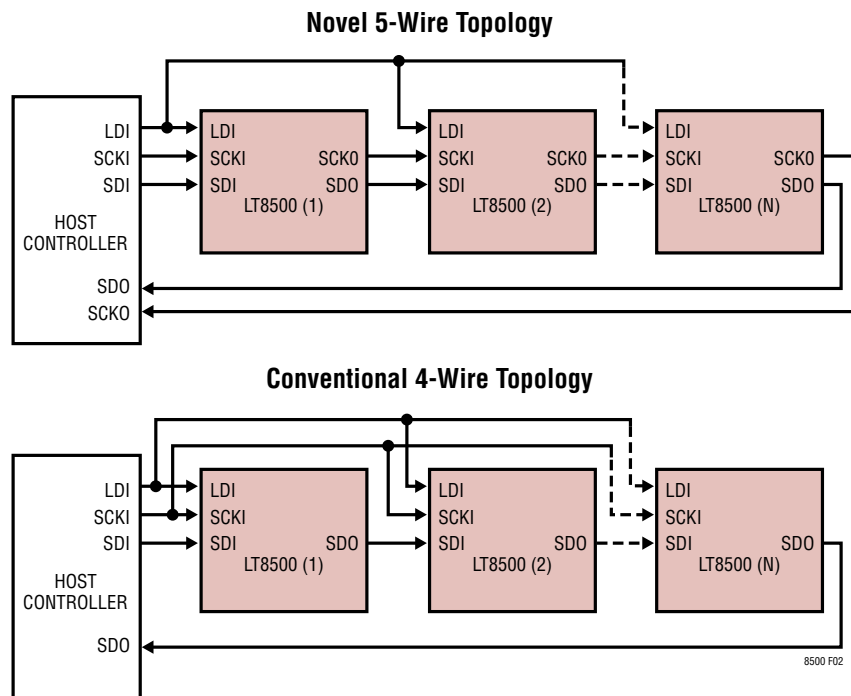 Novel 5-Wire Topology
LDI
SCKI
SDI
HOST
CONTROLLER
SDO
SCKO
LDI
SCKI SCK0
SDI SDO
LT8500 (1)
LDI
SCKI SCK0
SDI SDO
LT8500 (2)
LDI
SCKI SCK0
SDI SDO
LT8500 (N)
Conventional 4-Wire Topology
LDI
SCKI
SDI
HOST
CONTROLLER
SDO
LDI
SCKI
SDI SDO
LT8500 (1)
LDI
SCKI
SDI SDO
LT8500 (2)
LDI
SCKI
SDI SDO
LT8500 (N)
8500 F02